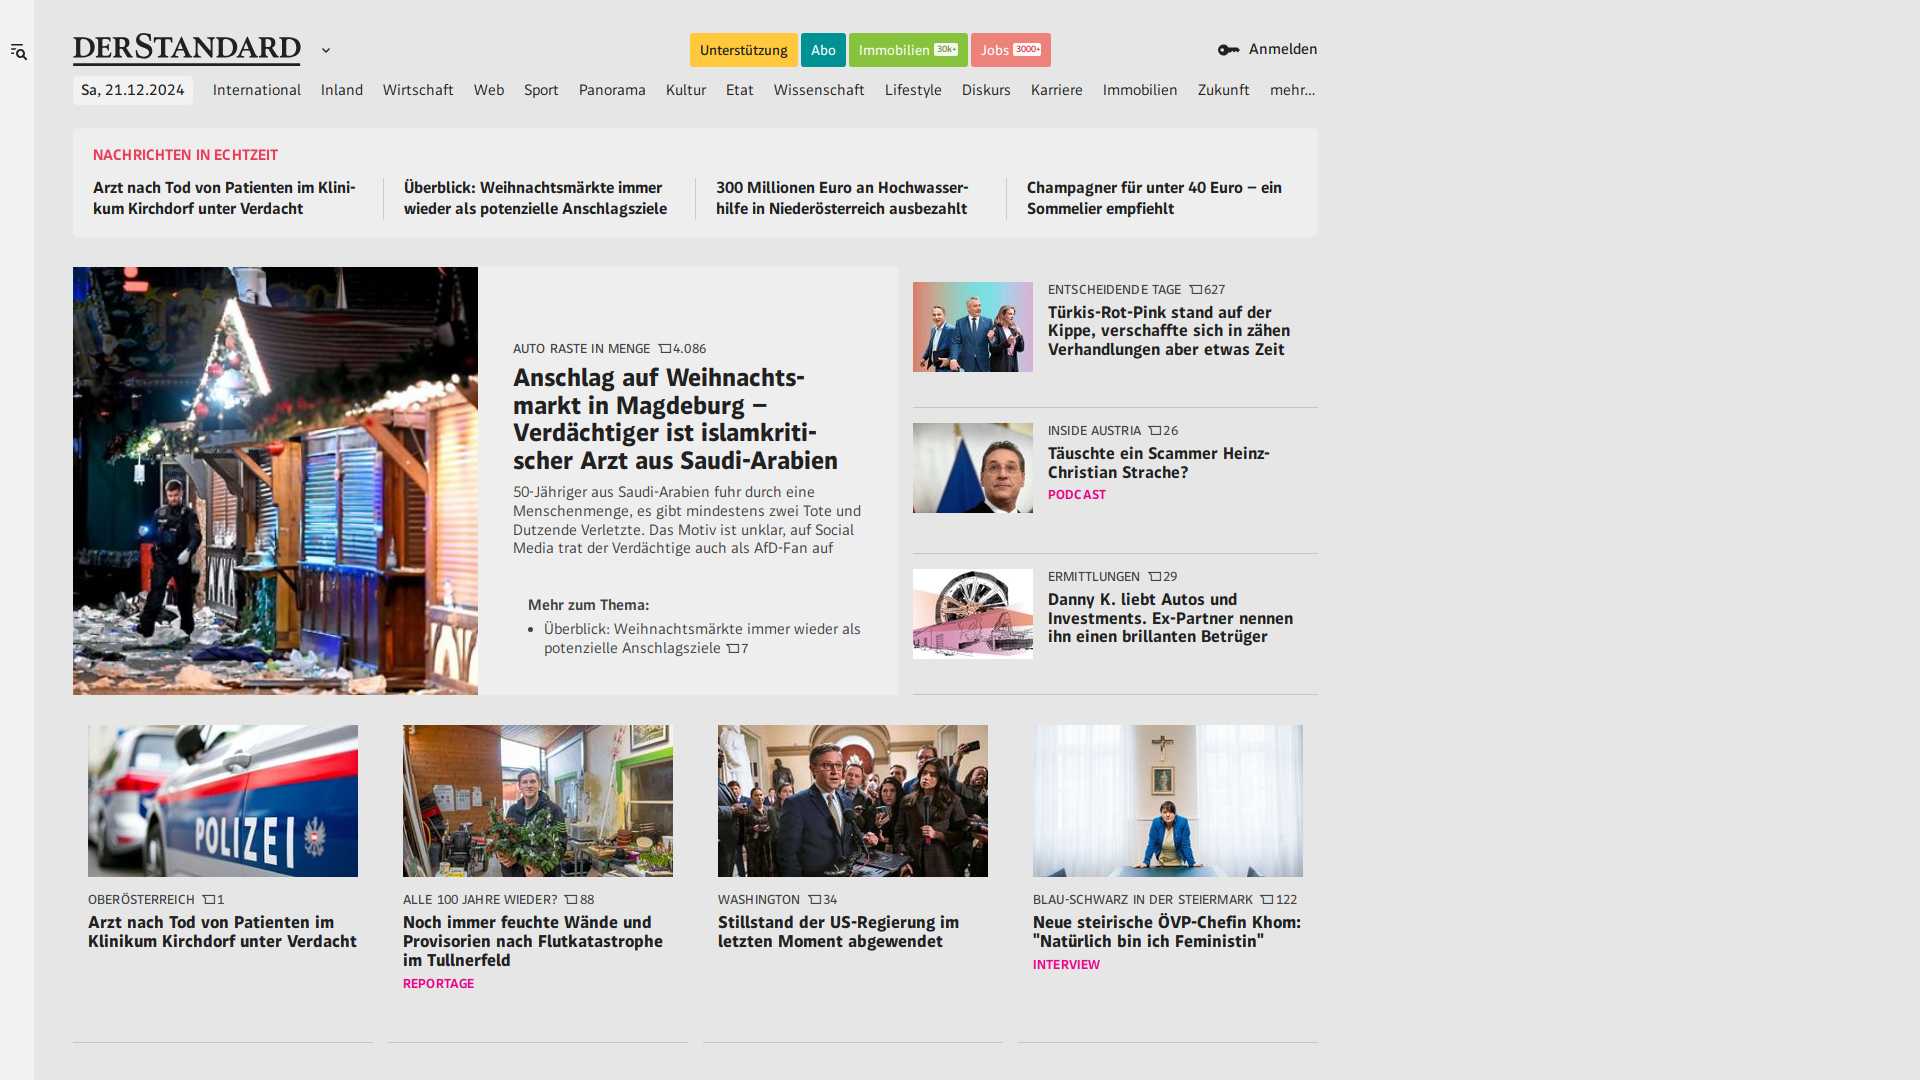 DERSTANDARD
Unterstützung
Abo
Immobilien 30k+
Jobs 3000+
Anmelden
Sa, 21.12.2024
International
Inland
Wirtschaft
Web
Sport
Panorama
Kultur
Etat
Wissenschaft
Lifestyle
Diskurs
Karriere
Immobilien
Zukunft
mehr...
NACHRICHTEN IN ECHTZEIT
Arzt nach Tod von Patienten im Klini-
kum Kirchdorf unter Verdacht
Überblick: Weihnachtsmärkte immer
wieder als potenzielle Anschlagsziele
300 Millionen Euro an Hochwasser-
hilfe in Niederösterreich ausbezahlt
Champagner für unter 40 Euro – ein
Sommelier empfiehlt
AUTO RASTE IN MENGE 4.086
Anschlag auf Weihnachts-
markt in Magdeburg –
Verdächtiger ist islamkriti-
scher Arzt aus Saudi-Arabien
50-Jähriger aus Saudi-Arabien fuhr durch eine
Menschenmenge, es gibt mindestens zwei Tote und
Dutzende Verletzte. Das Motiv ist unklar, auf Social
Media trat der Verdächtige auch als AfD-Fan auf
Mehr zum Thema:
• Überblick: Weihnachtsmärkte immer wieder als
potenzielle Anschlagsziele 7
ENTSCHEIDENDE TAGE 627
Türkis-Rot-Pink stand auf der
Kippe, verschaffte sich in zähen
Verhandlungen aber etwas Zeit
INSIDE AUSTRIA 26
Täuschte ein Scammer Heinz-
Christian Strache?
PODCAST
ERMITTLUNGEN 29
Danny K. liebt Autos und
Investments. Ex-Partner nennen
ihn einen brillanten Betrüger
POLIZEI
OBERÖSTERREICH 1
Arzt nach Tod von Patienten im
Klinikum Kirchdorf unter Verdacht
ALLE 100 JAHRE WIEDER? 88
Noch immer feuchte Wände und
Provisorien nach Flutkatastrophe
im Tullnerfeld
REPORTAGE
WASHINGTON 34
Stillstand der US-Regierung im
letzten Moment abgewendet
BLAU-SCHWARZ IN DER STEIERMARK 122
Neue steirische ÖVP-Chefin Khom:
"Natürlich bin ich Feministin"
INTERVIEW